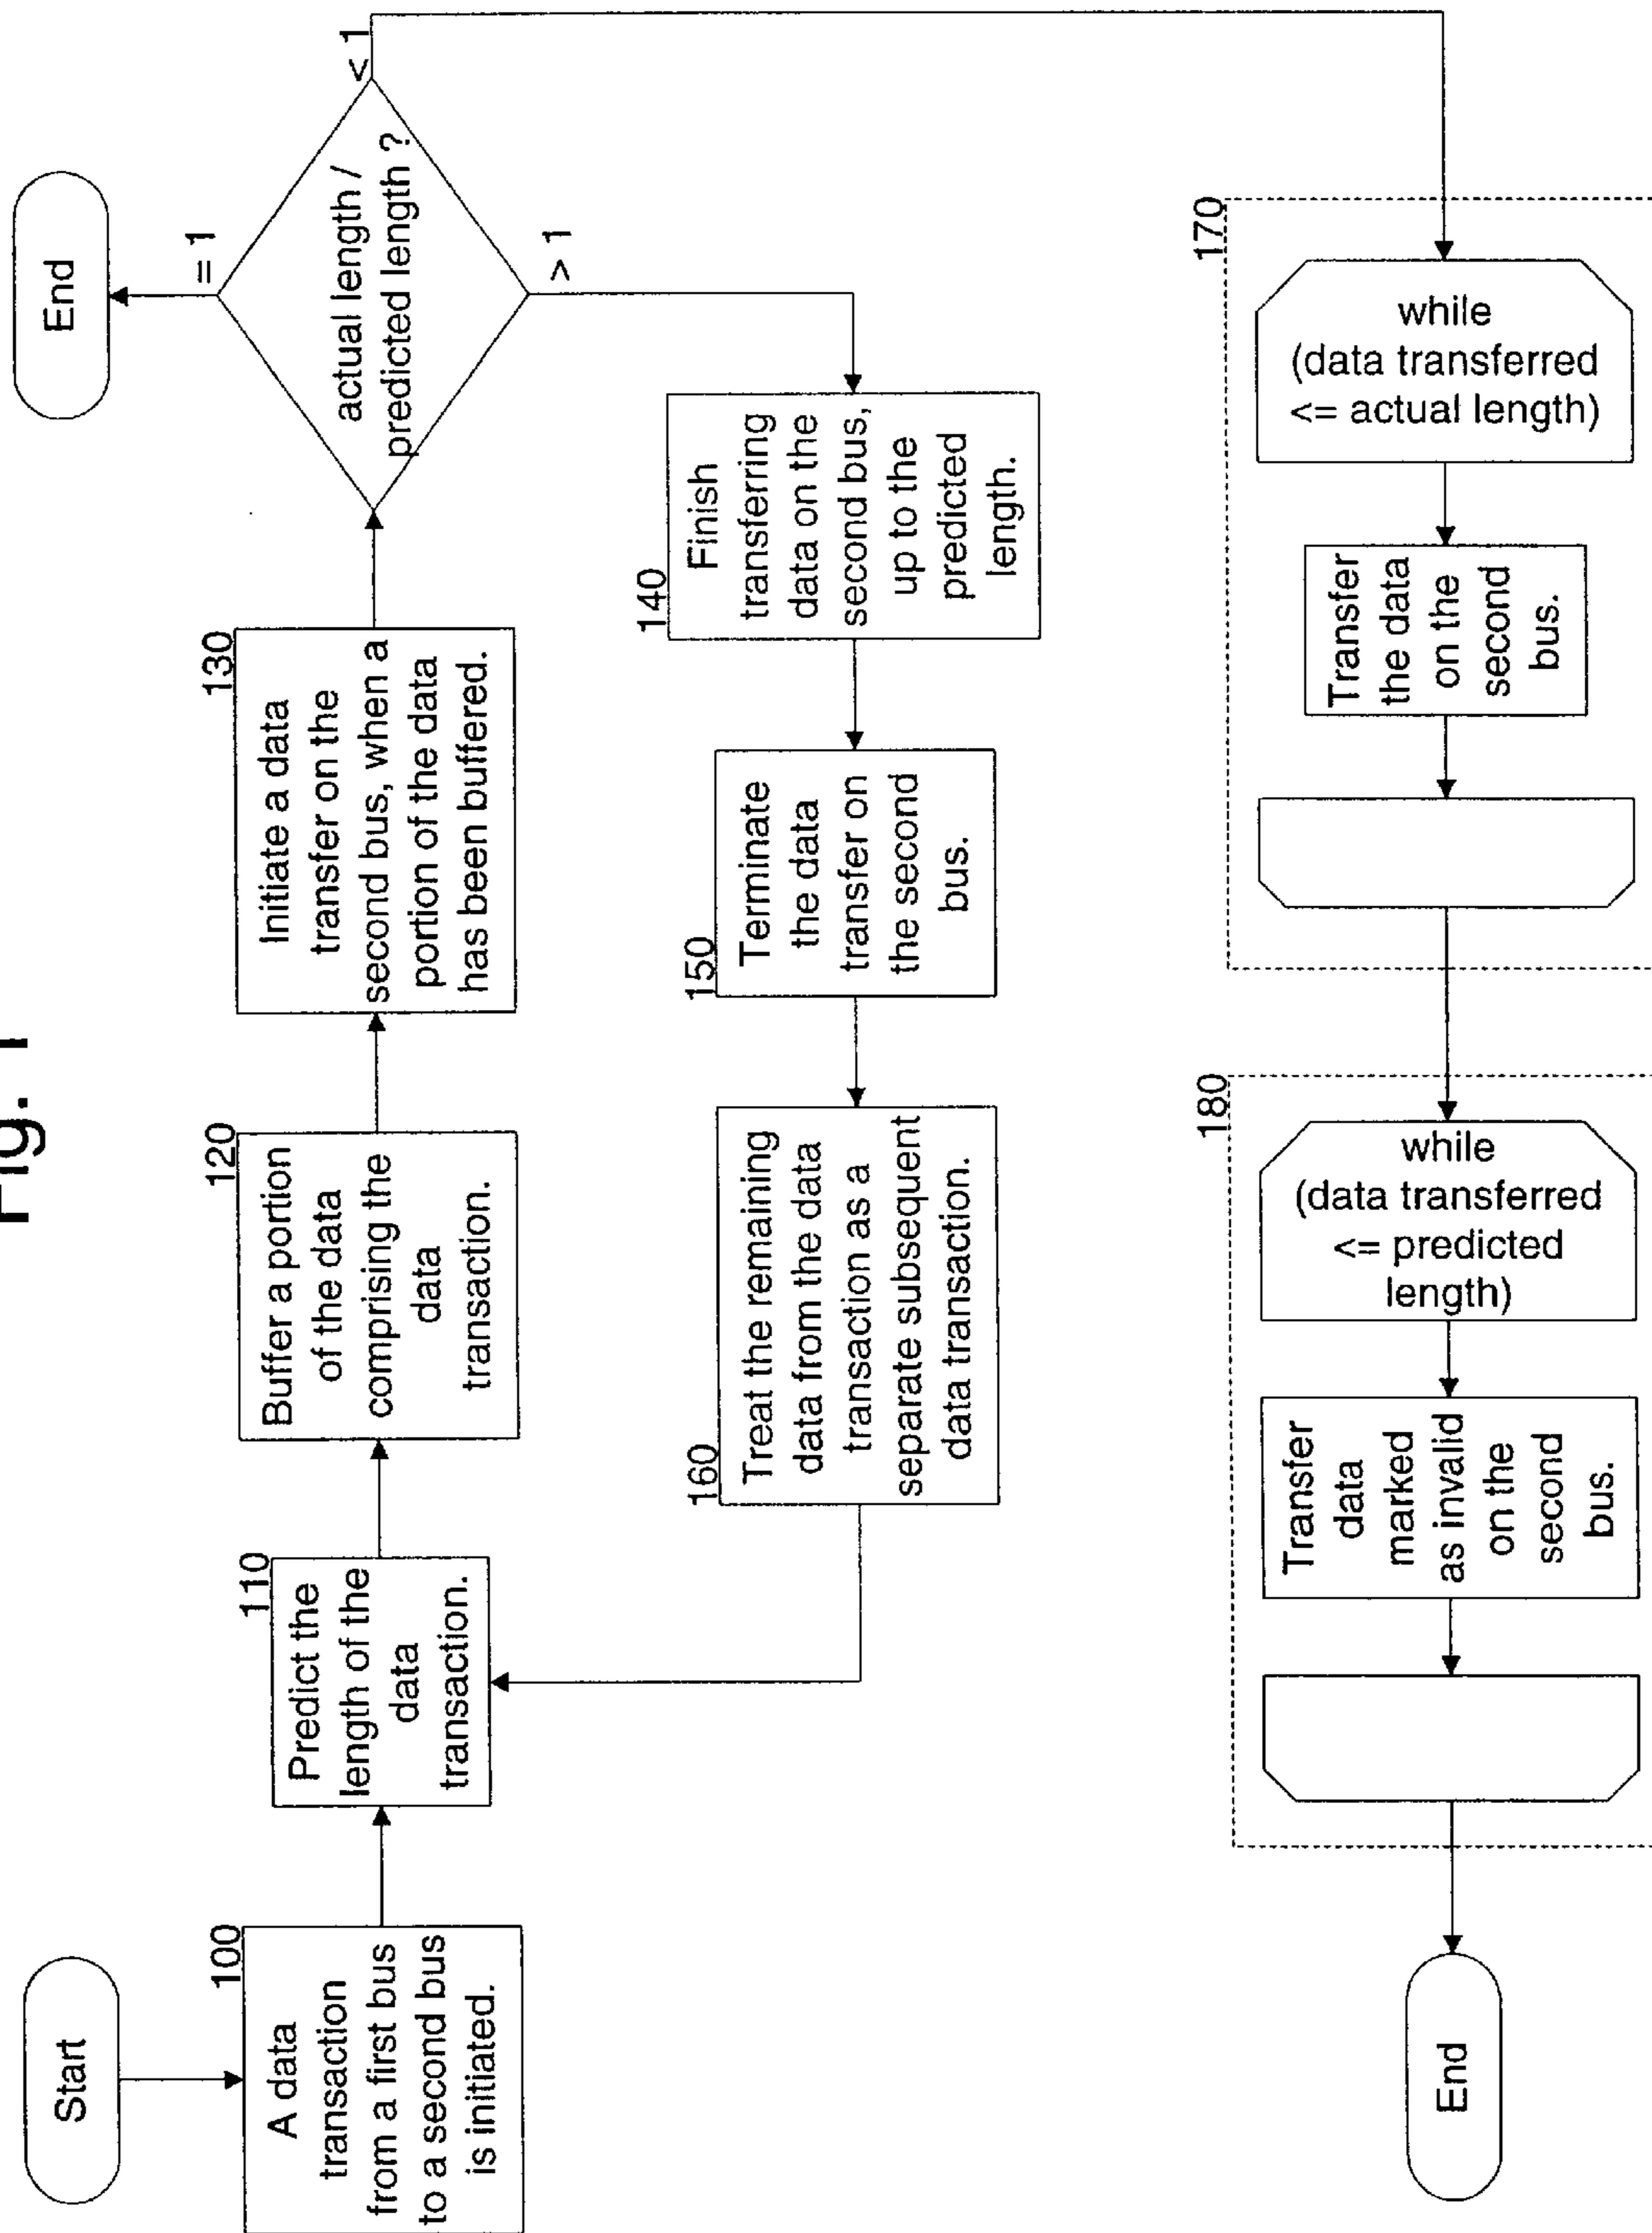 Fig. 1
Start
100
A data
transaction
from a first bus
to a second bus
is initiated.
110
Predict the
length of the
data
transaction.
120
Buffer a portion
of the data
comprising the
data
transaction.
130
Initiate a data
transfer on the
second bus, when a
portion of the data
has been buffered.
actual length /
predicted length ?
= 1
End
> 1
< 1
140
Finish
transferring
data on the
second bus,
up to the
predicted
length.
150
Terminate
the data
transfer on
the second
bus.
160
Treat the remaining
data from the data
transaction as a
separate subsequent
data transaction.
170
while
(data transferred
<= actual length)
Transfer
the data
on the
second
bus.
180
while
(data transferred
<= predicted
length)
Transfer
data
marked
as invalid
on the
second
bus.
End